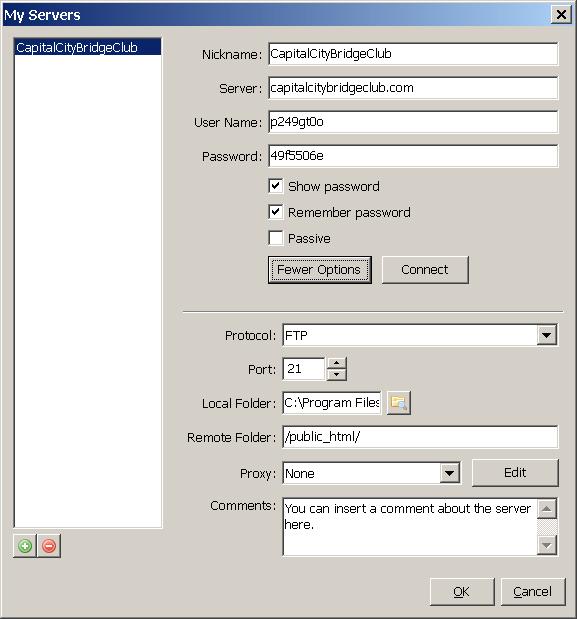 My Servers
CapitalCityBridgeClub
Nickname: CapitalCityBridgeClub
Server: capitalcitybridgeclub.com
User Name: p249gt0o
Password: 49f5506e
Show password
Remember password
Passive
Fewer Options Connect
Protocol: FTP
Port: 21
Local Folder: C:\Program Files
Remote Folder: /public_html/
Proxy: None Edit
Comments: You can insert a comment about the server
here.
OK Cancel